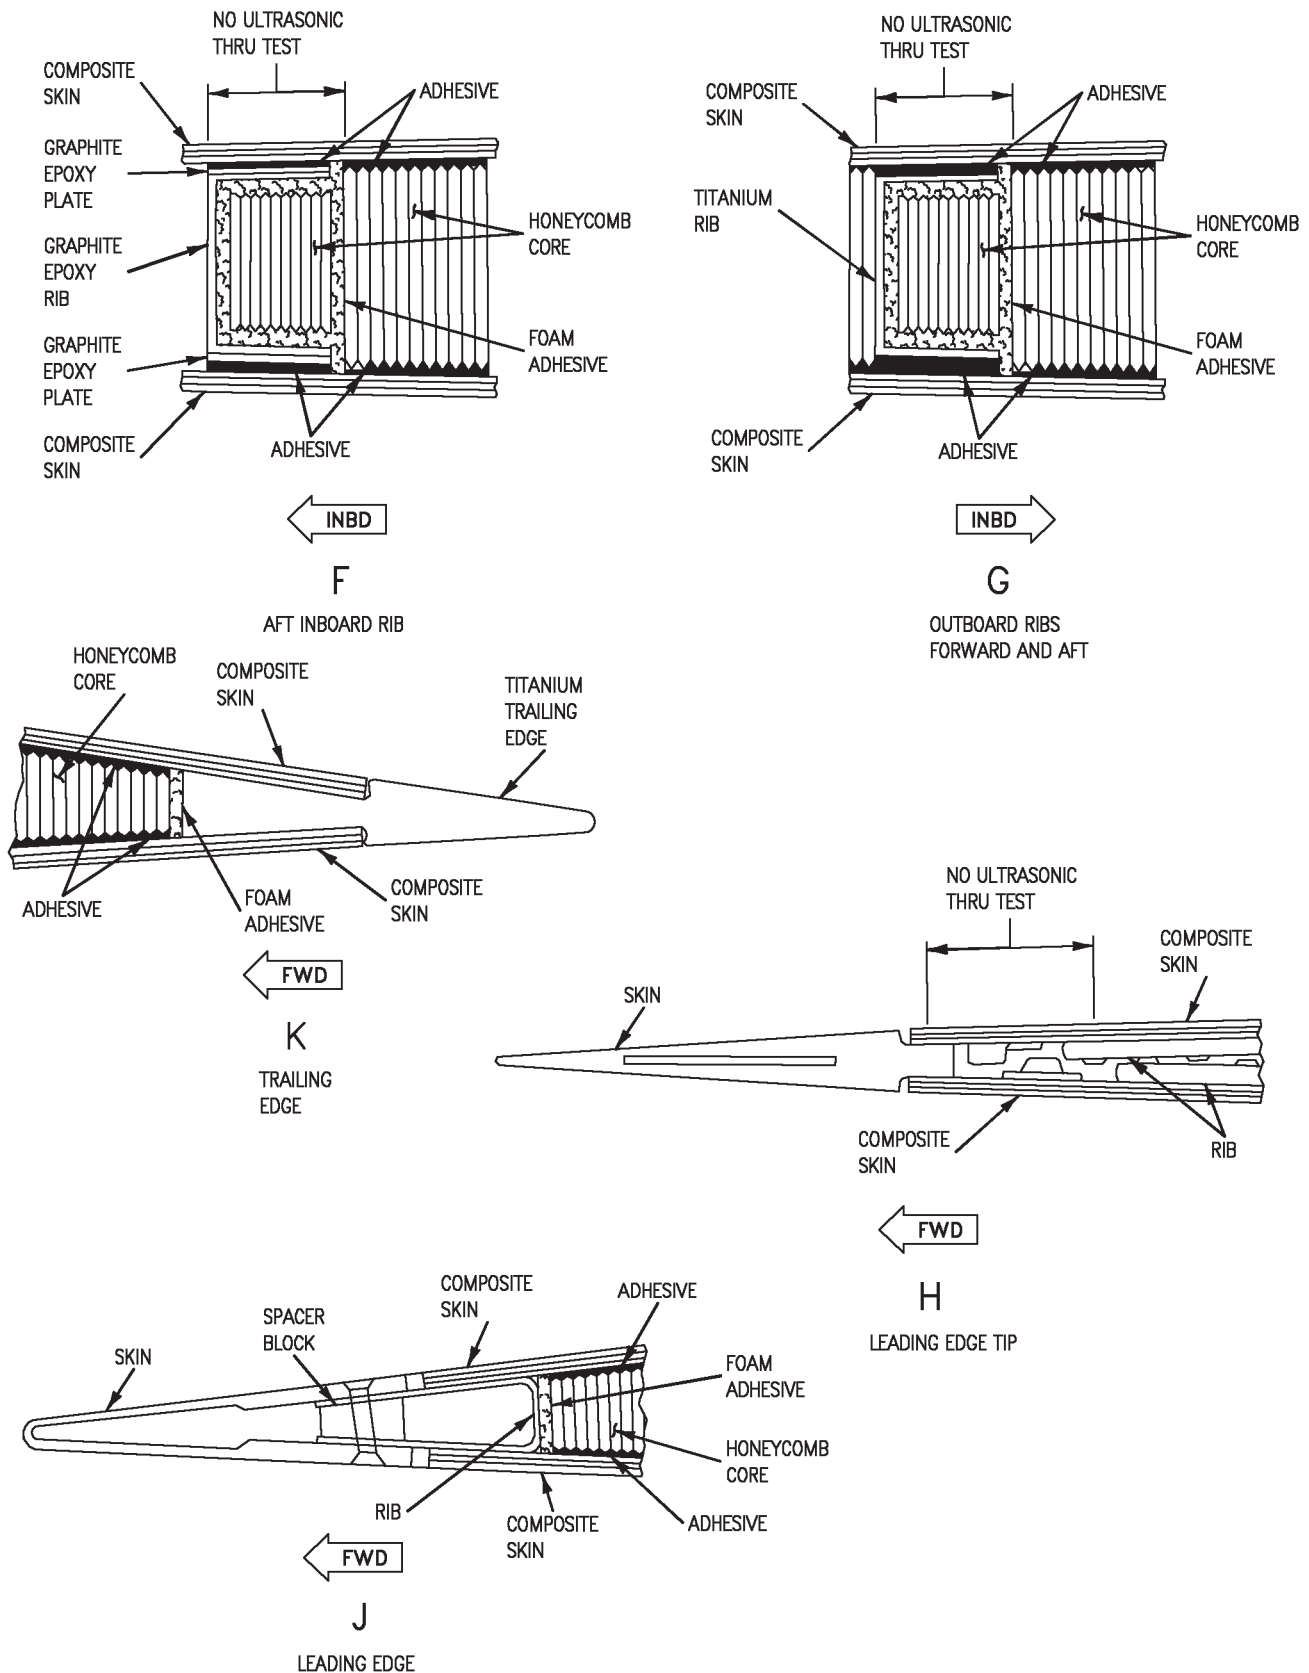 NO ULTRASONIC
THRU TEST
COMPOSITE
SKIN
ADHESIVE
GRAPHITE
EPOXY
PLATE
GRAPHITE
EPOXY
RIB
HONEYCOMB
CORE
GRAPHITE
EPOXY
PLATE
FOAM
ADHESIVE
COMPOSITE
SKIN
ADHESIVE
INBD
F
AFT INBOARD RIB
NO ULTRASONIC
THRU TEST
COMPOSITE
SKIN
ADHESIVE
TITANIUM
RIB
HONEYCOMB
CORE
FOAM
ADHESIVE
COMPOSITE
SKIN
ADHESIVE
INBD
G
OUTBOARD RIBS
FORWARD AND AFT
HONEYCOMB
CORE
COMPOSITE
SKIN
TITANIUM
TRAILING
EDGE
ADHESIVE
FOAM
ADHESIVE
COMPOSITE
SKIN
FWD
K
TRAILING
EDGE
NO ULTRASONIC
THRU TEST
COMPOSITE
SKIN
SKIN
COMPOSITE
SKIN
RIB
FWD
H
LEADING EDGE TIP
COMPOSITE
SKIN
ADHESIVE
SPACER
BLOCK
SKIN
FOAM
ADHESIVE
HONEYCOMB
CORE
RIB
COMPOSITE
SKIN
ADHESIVE
FWD
J
LEADING EDGE